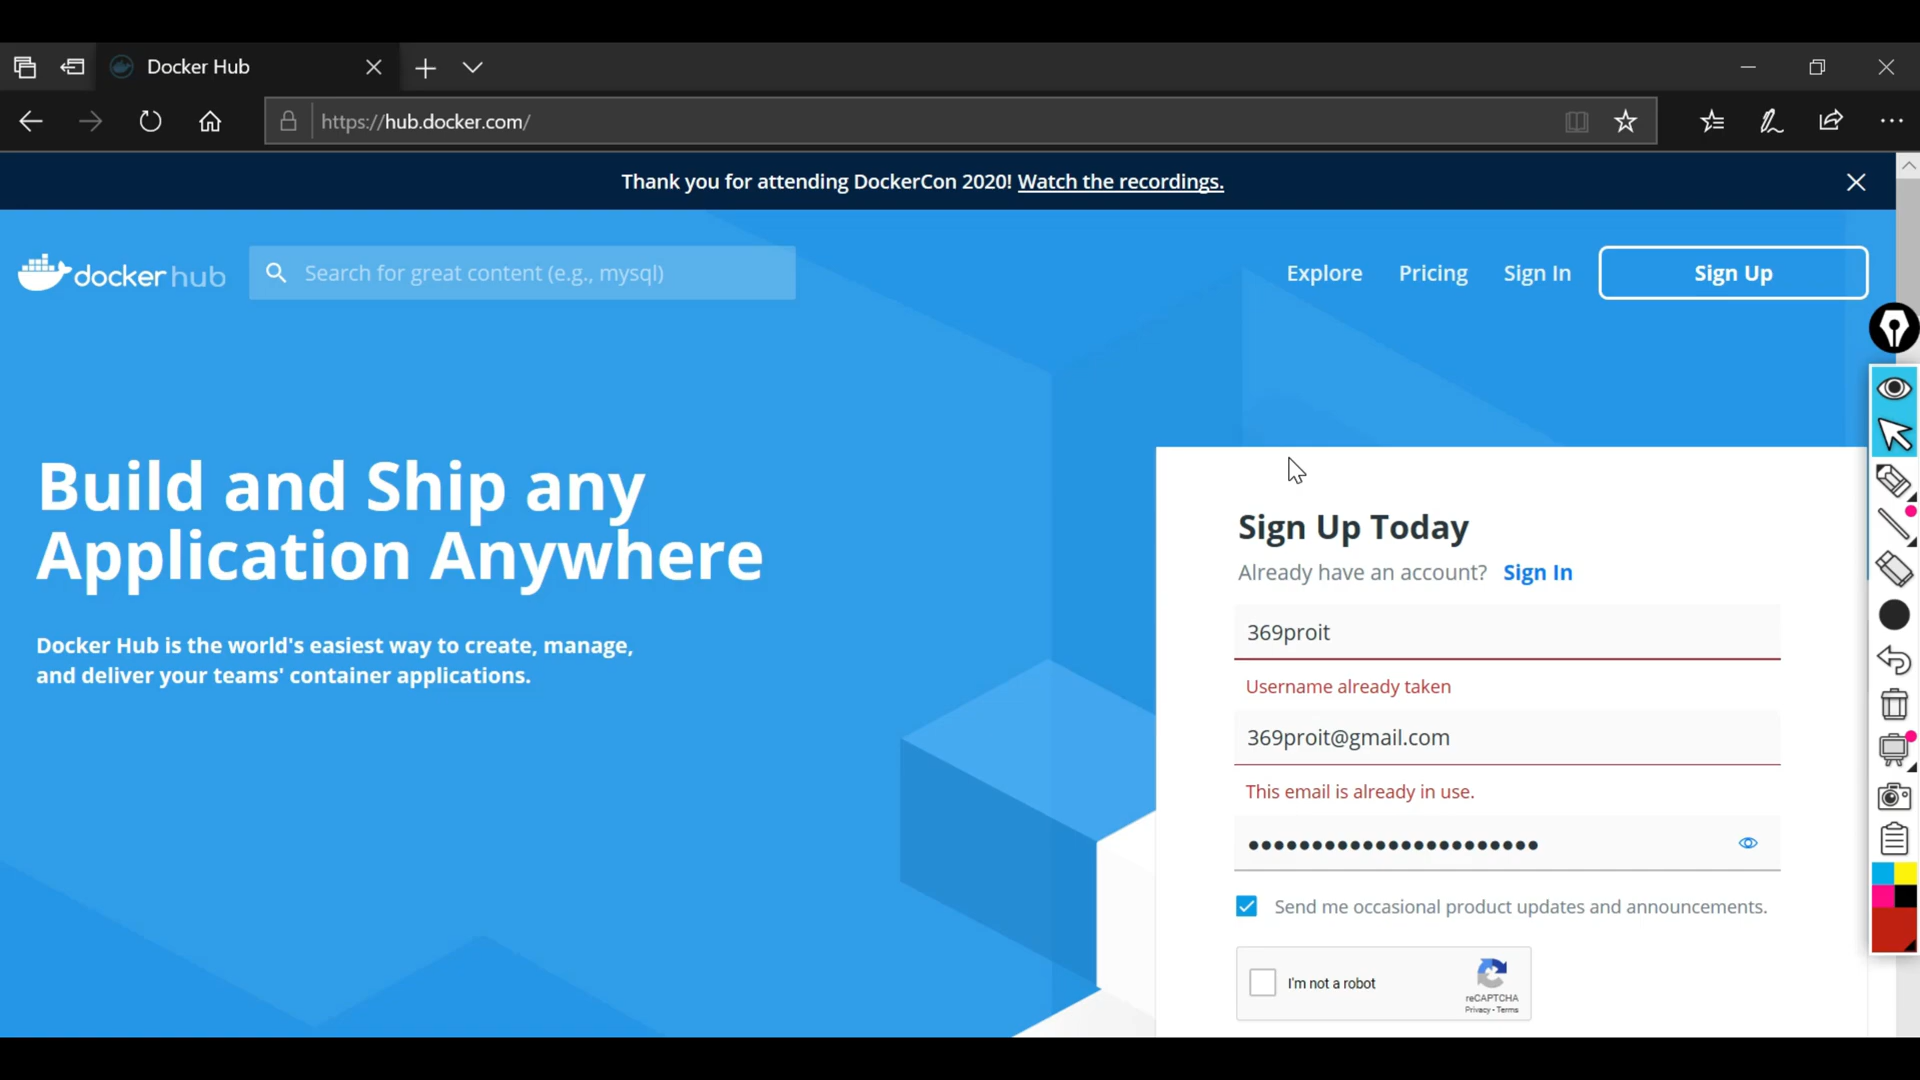 Docker Hub
https://hub.docker.com/
Thank you for attending DockerCon 2020! Watch the recordings.
docker hub
Search for great content (e.g., mysql)
Explore
Pricing
Sign In
Sign Up
Build and Ship any
Application Anywhere
Docker Hub is the world's easiest way to create, manage,
and deliver your teams' container applications.
Sign Up Today
Already have an account? Sign In
369proit
Username already taken
369proit@gmail.com
This email is already in use.
Send me occasional product updates and announcements.
I'm not a robot
reCAPTCHA
Privacy - Terms